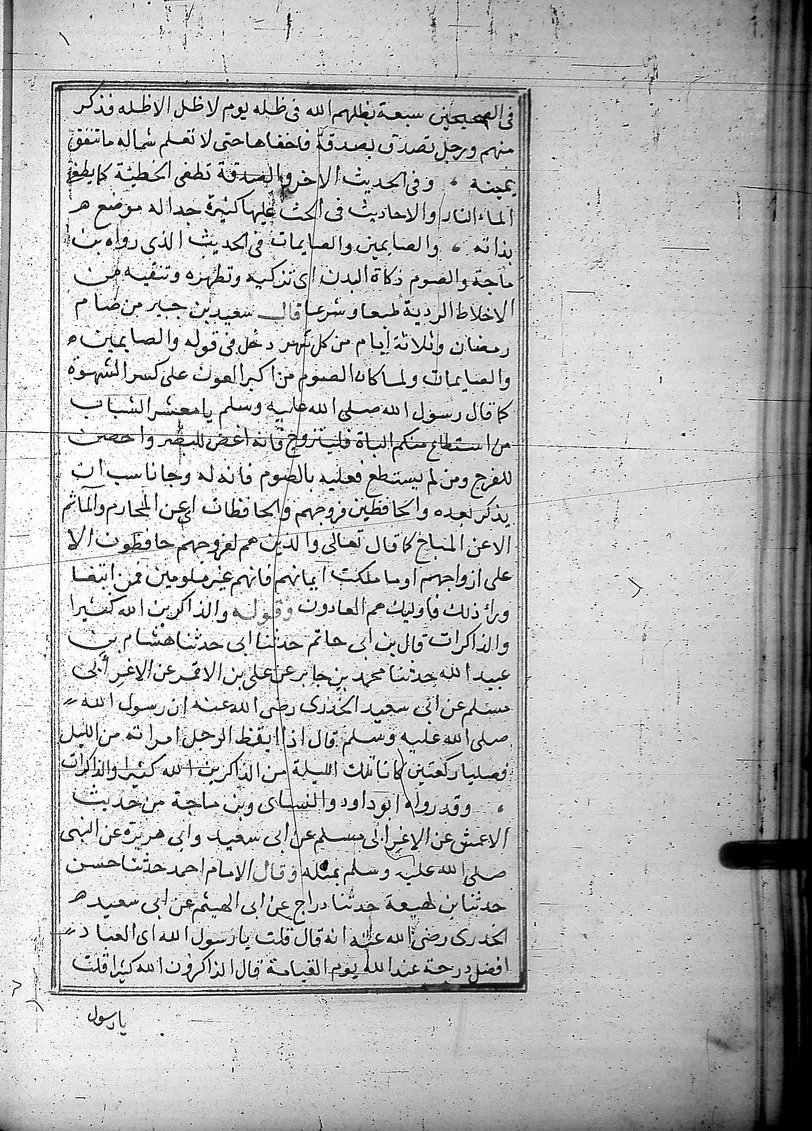 في الصحيحين سبعة يظلهم الله في ظله يوم لا ظل الا ظله فذكر
منهم ورجل تصدق بصدقة فاخفاها حتى لا تعلم شماله ما تنفق
يمينه ۰ وفي الحديث الاخر والصدقة تطفى الخطيئة كما يطفى
الماء النار والاحاديث في الحث عليها كثيرة جدا له موضع هـ
بذاته ۰ والصايمين والصايمات في الحديث الذي رواه بن
ماجة والصوم زكاة البدن اي تزكيه وتطهره وتنقيه من
الاخلاط الردية طبعا وشرعا قال سعيد بن جبير من صام
رمضان وثلاثة ايام من كل شهر دخل في قوله والصايمين ۰
والصايمات ولما كان الصوم من اكبر العون على كسر الشهوة
كما قال رسول الله صلى الله عليه وسلم يا معشر الشباب
من استطاع منكم الباة فليتزوج فانه اغض للبصر واحصن
للفرج ومن لم يستطع فعليه بالصوم فانه له وجا ناسب ان
يذكر بعده والحافظين فروجهم والحافظات اي عن المحارم والمآثم
الا عن المباح كما قال تعالى والذين هم لفروجهم حافظون الا
على ازواجهم او ما ملكت ايمانهم فانهم غير ملومين فمن ابتغا
وراء ذلك فاوليك هم العادون وقوله والذاكرين الله كثيرا
والذاكرات قال بن ابي حاتم حدثنا ابي حدثنا هشام بن
عبيد الله حدثنا محمد بن جابر عن علي بن الاقمر عن الاغر أبي
مسلم عن ابي سعيد الخدري رضي الله عنه ان رسول الله
صلى الله عليه وسلم قال اذا ايقظ الرجل امراته من الليل
فصليا ركعتين كانا تلك الليلة من الذاكرين الله كثيرا والذاكرات
۰ وقد رواه ابو داود والنساي وبن ماجة من حديث
الاعمش عن الاغر ابي مسلم عن ابي سعيد وابي هريرة عن النبي
صلى الله عليه وسلم بمثله وقال الامام احمد حدثنا حسن
حدثنا بن لهيعة حدثنا دراج عن ابي الهيثم عن ابي سعيد هـ
الخدري رضي الله عنه انه قال قلت يا رسول الله اي العباد
افضل درجة عند الله يوم القيامة قال الذاكرون الله كثيرا قلت
يا رسول